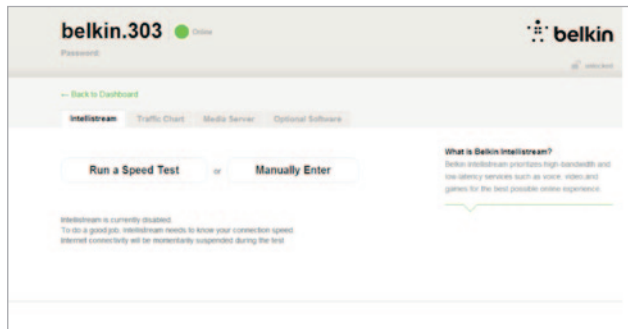 belkin.303 Online
belkin
Password:
unlocked
← Back to Dashboard
Intellistream Traffic Chart Media Server Optional Software
Run a Speed Test or Manually Enter
What is Belkin Intellistream?
Belkin Intellistream prioritizes high-bandwidth and
low-latency services such as voice, video and
games for the best possible online experience.
Intellistream is currently disabled.
To do a good job, Intellistream needs to know your connection speed.
Internet connectivity will be momentarily suspended during the test